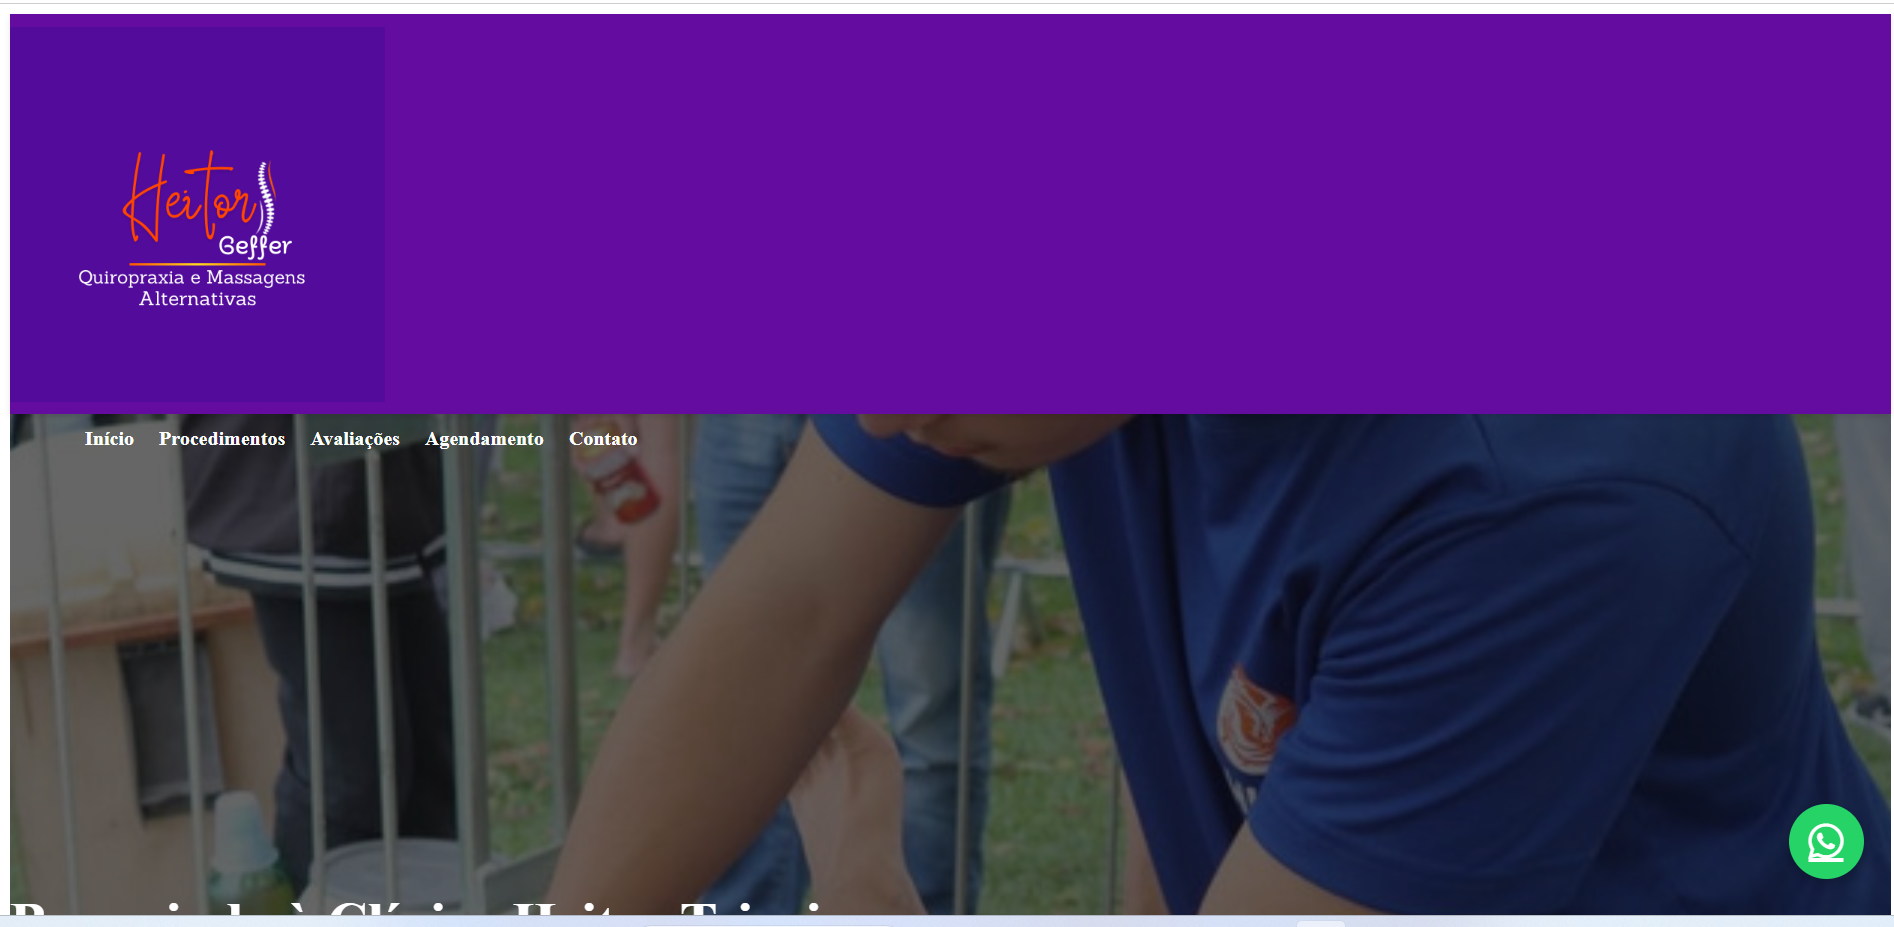 Heitor
Geffer
Quiropraxia e Massagens
Alternativas
Início Procedimentos Avaliações Agendamento Contato